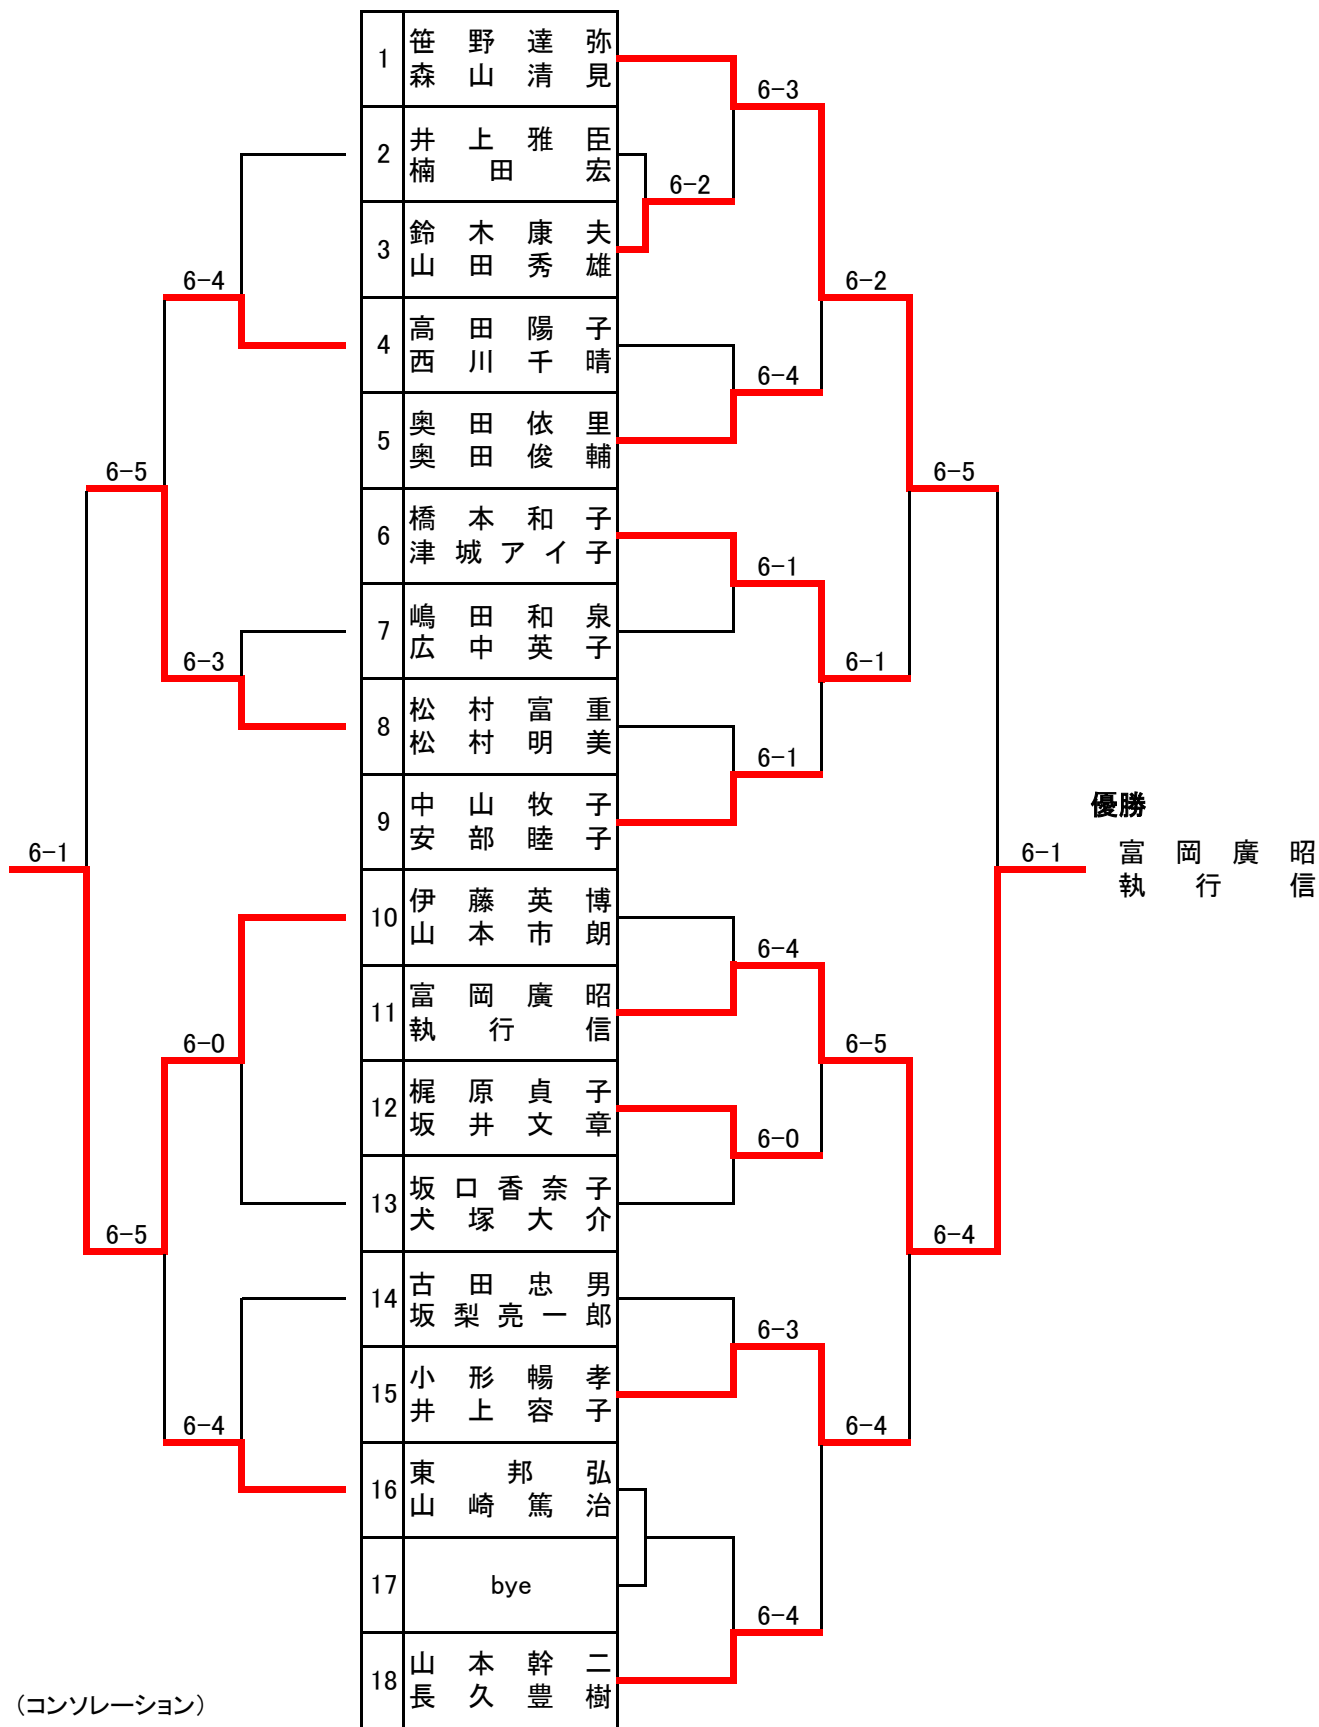 1
笹野達弥
森山清見
6-3
2
井上雅臣
楠田宏
6-2
3
鈴木康夫
山田秀雄
6-4
6-2
4
高田陽子
西川千晴
6-4
5
奥田依里
奥田俊輔
6-5
6-5
6
橋本和子
津城アイ子
6-1
7
嶋田和泉
広中英子
6-3
6-1
8
松村富重
松村明美
6-1
9
中山牧子
安部睦子
優勝
6-1
6-1
富岡廣昭
執行信
10
伊藤英博
山本市朗
6-4
11
富岡廣昭
執行信
6-0
6-5
12
梶原貞子
坂井文章
6-0
13
坂口香奈子
犬塚大介
6-5
6-4
14
古田忠男
坂梨亮一郎
6-3
15
小形暢孝
井上容子
6-4
6-4
16
東邦弘
山崎篤治
17
bye
6-4
18
山本幹二
長久豊樹
（コンソレーション）